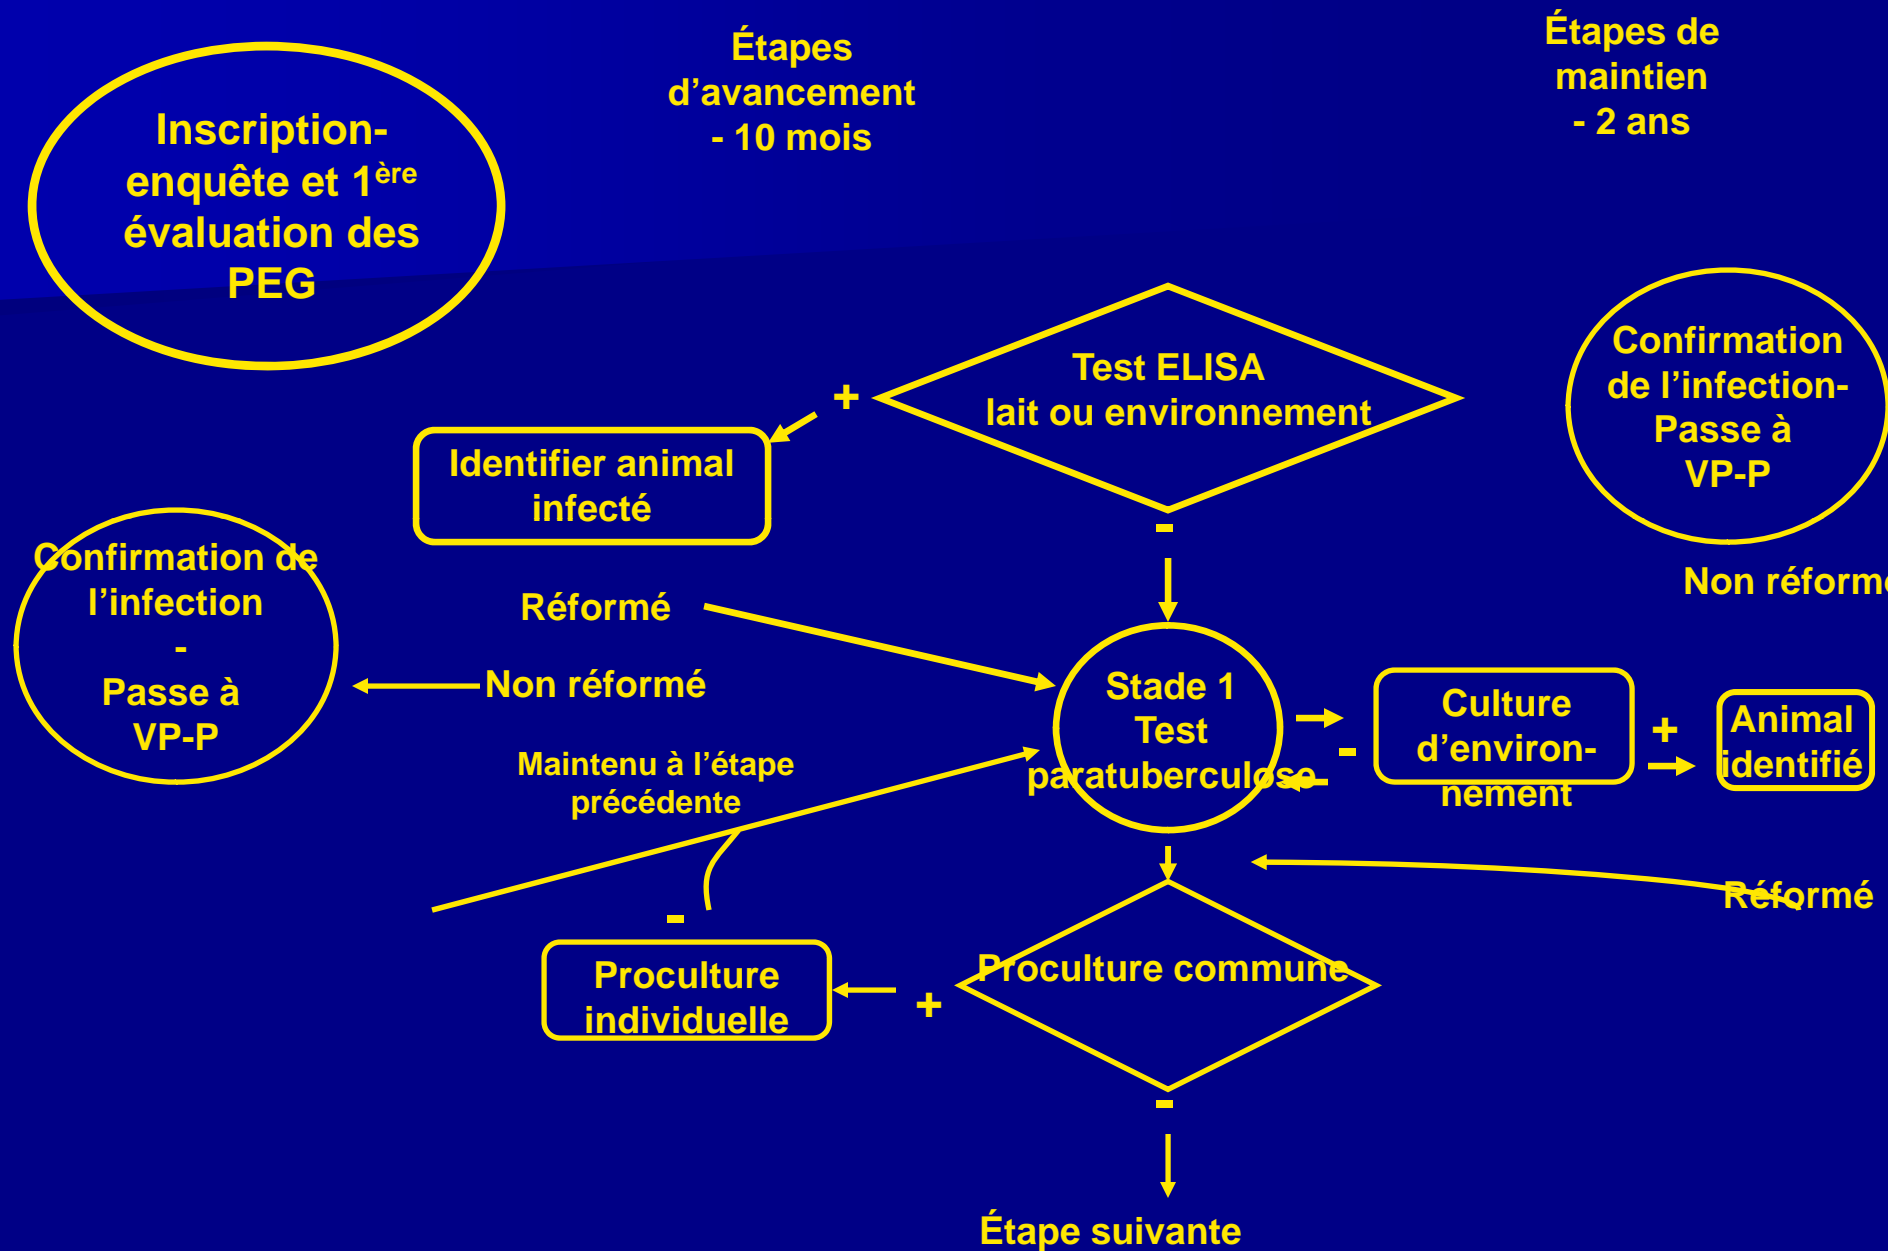 Étapes
d’avancement
- 10 mois
Étapes de
maintien
- 2 ans
Inscription-
enquête et 1ère
évaluation des
PEG
Test ELISA
lait ou environnement
+
-
Confirmation
de l’infection-
Passe à
VP-P
Identifier animal
infecté
Confirmation de
l’infection
-
Passe à
VP-P
Réformé
Non réformé
Non réformé
Stade 1
Test
paratuberculose
-
Culture
d’environ-
nement
+
Animal
identifié
Maintenu à l’étape
précédente
Réformé
-
Proculture
individuelle
+
Proculture commune
-
Étape suivante